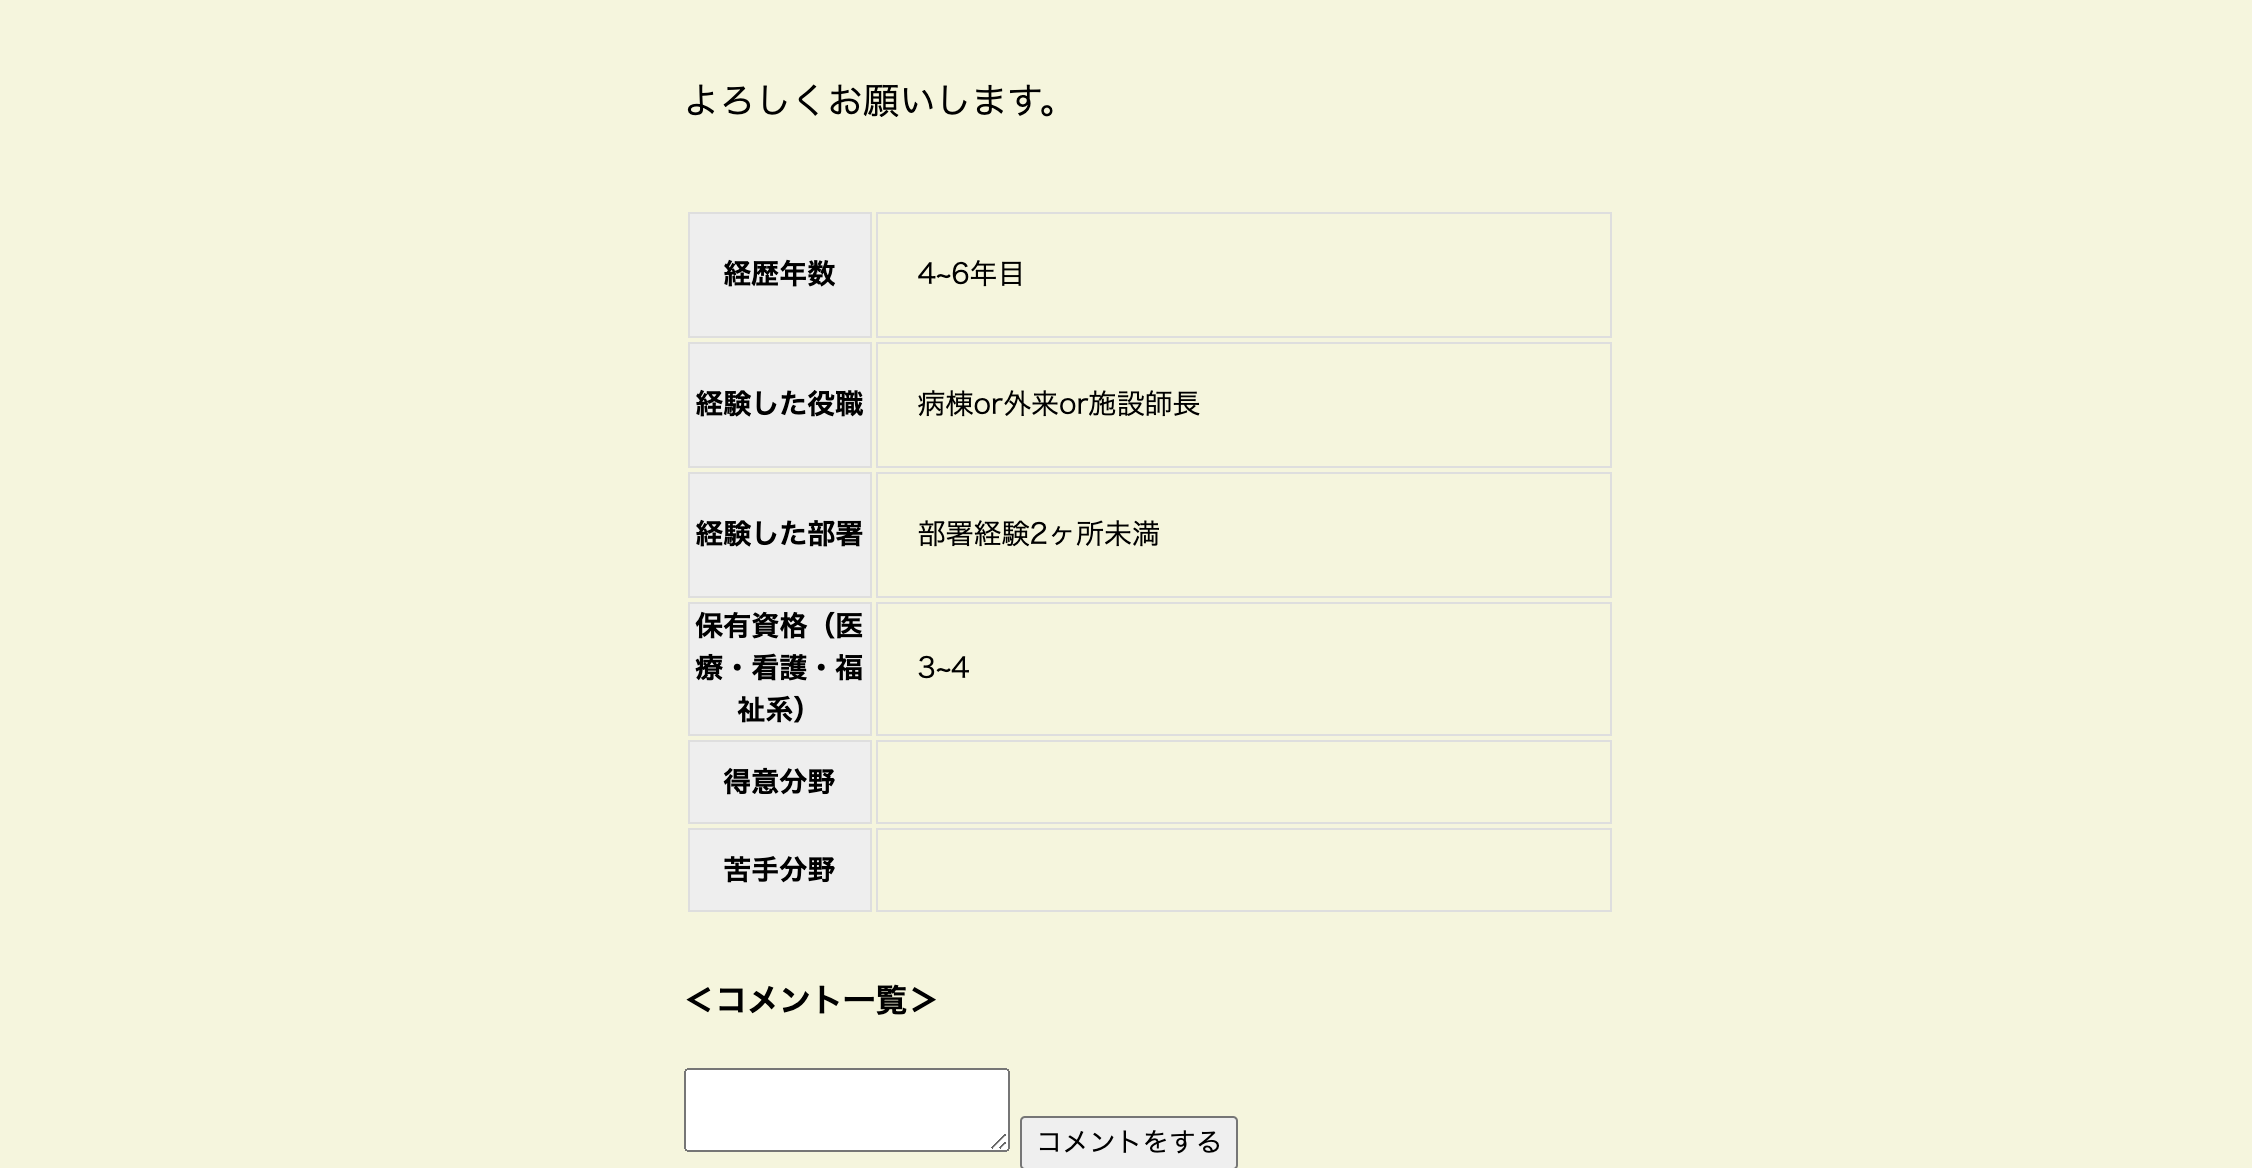 よろしくお願いします。
経歴年数 4~6年目
経験した役職 病棟or外来or施設師長
経験した部署 部署経験2ヶ所未満
保有資格（医
療・看護・福
祉系）
3~4
得意分野
苦手分野
＜コメント一覧＞
コメントをする